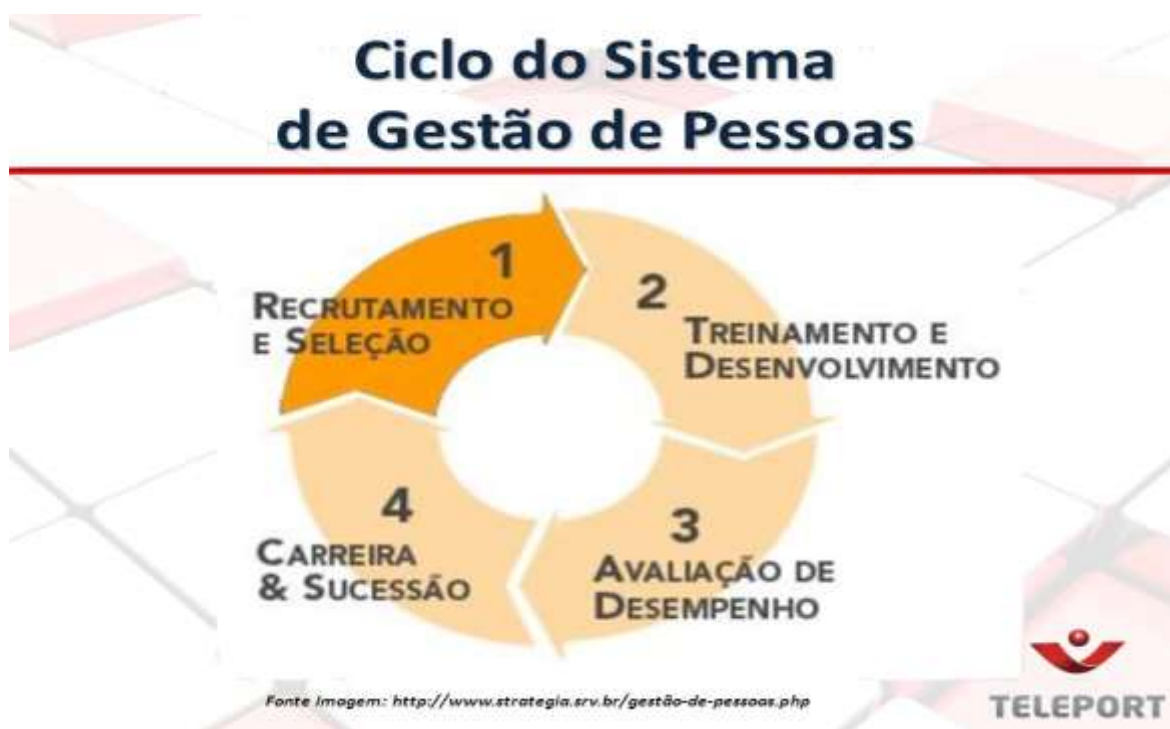 Ciclo do Sistema
de Gestão de Pessoas
1
RECRUTAMENTO
E SELEÇÃO
2
TREINAMENTO E
DESENVOLVIMENTO
3
AVALIAÇÃO DE
DESEMPENHO
4
CARREIRA
& SUCESSÃO
Fonte Imagem: http://www.strategia.srv.br/gestão-de-pessoas.php
TELEPORT